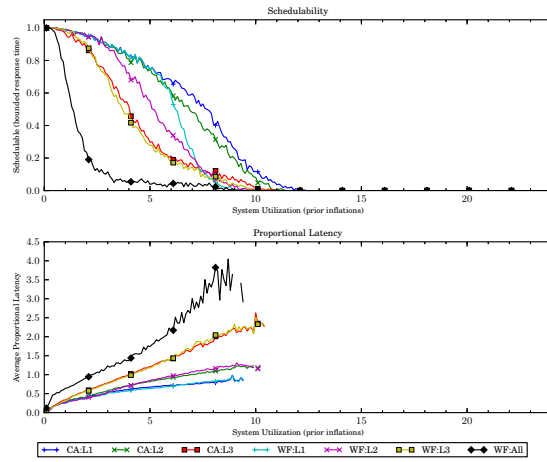 Schedulability
Schedulable (bounded response time)
1.0
0.8
0.6
0.4
0.2
0.0
0 5 10 15 20
System Utilization (prior inflations)
Proportional Latency
Average Proportional Latency
4.5
4.0
3.5
3.0
2.5
2.0
1.5
1.0
0.5
0.0
0 5 10 15 20
System Utilization (prior inflations)
CA:L1 CA:L2 CA:L3 WF:L1 WF:L2 WF:L3 WF:All